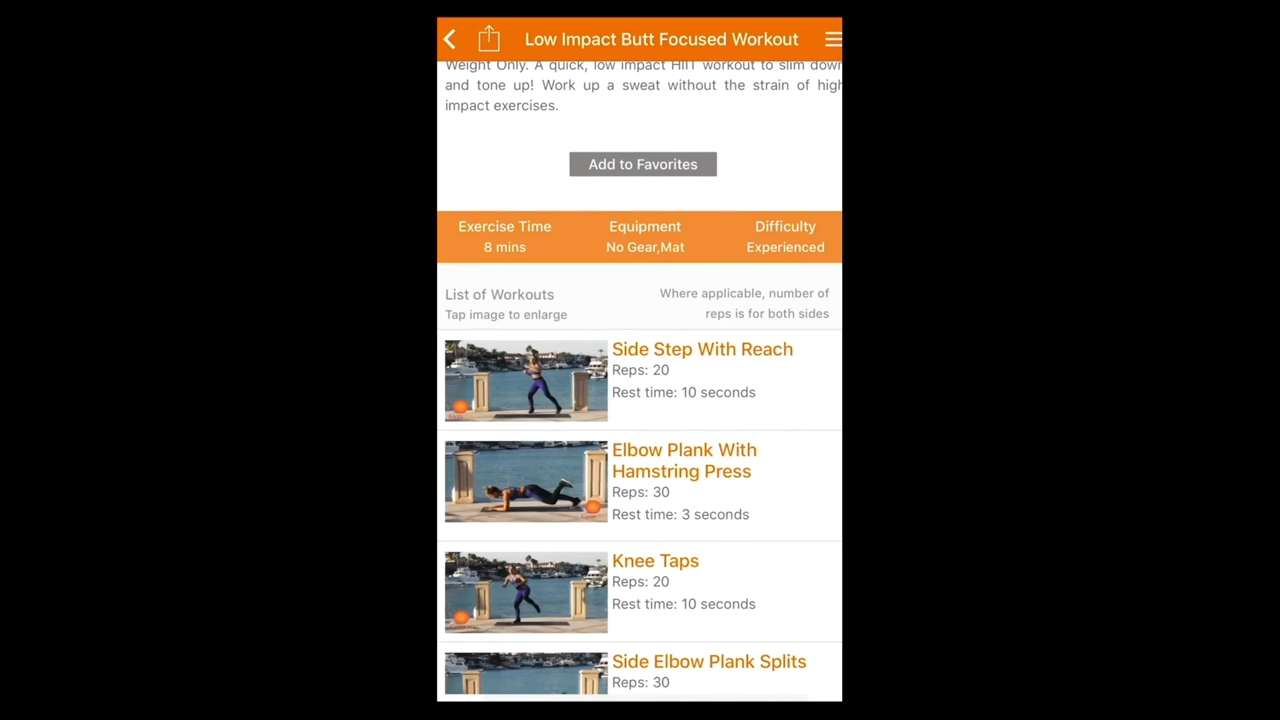 Low Impact Butt Focused Workout
Weight Only. A quick, low impact HIIT workout to slim down
and tone up! Work up a sweat without the strain of high
impact exercises.
Add to Favorites
Exercise Time
8 mins
Equipment
No Gear,Mat
Difficulty
Experienced
List of Workouts
Tap image to enlarge
Where applicable, number of
reps is for both sides
Side Step With Reach
Reps: 20
Rest time: 10 seconds
Elbow Plank With
Hamstring Press
Reps: 30
Rest time: 3 seconds
Knee Taps
Reps: 20
Rest time: 10 seconds
Side Elbow Plank Splits
Reps: 30